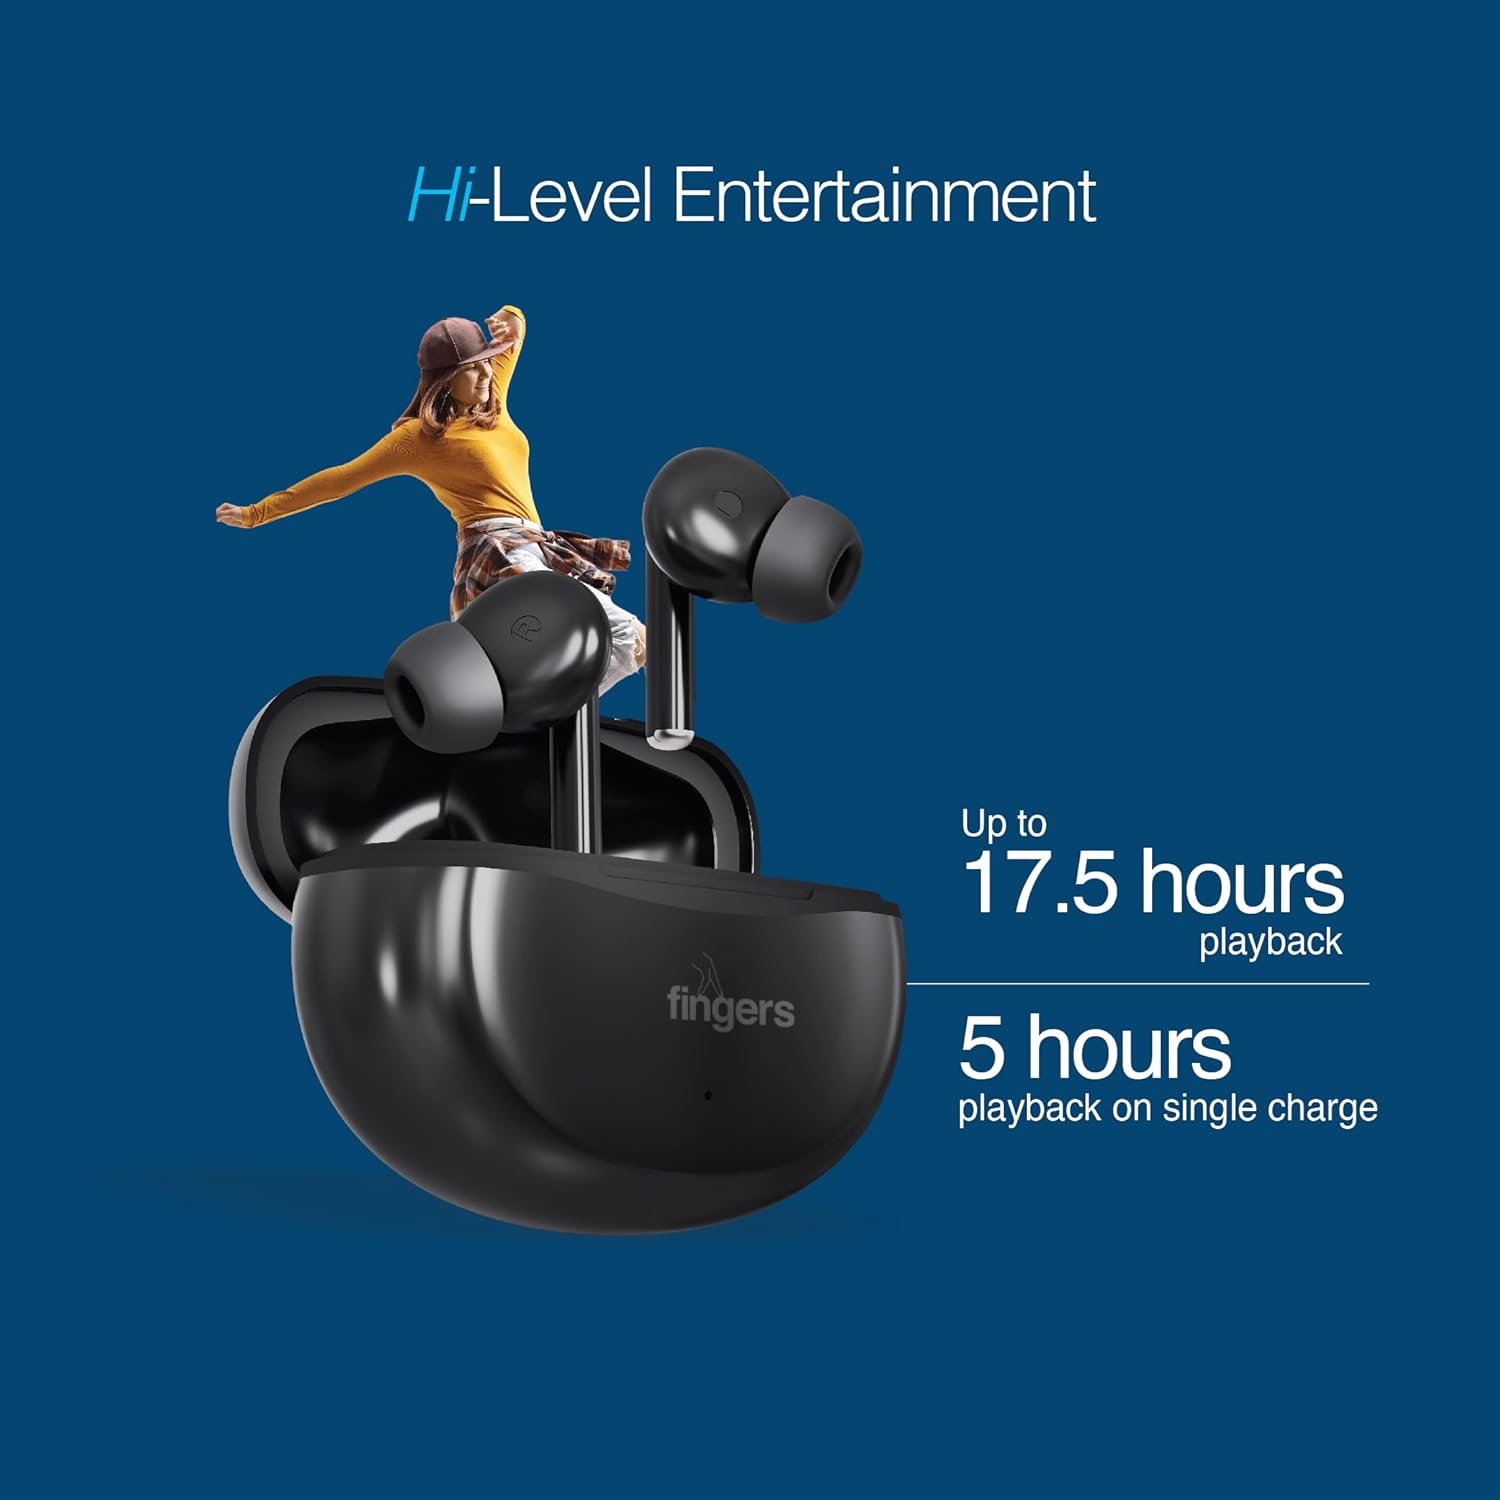 Hi-Level Entertainment
R
Up to
17.5 hours
playback
fingers
5 hours
playback on single charge